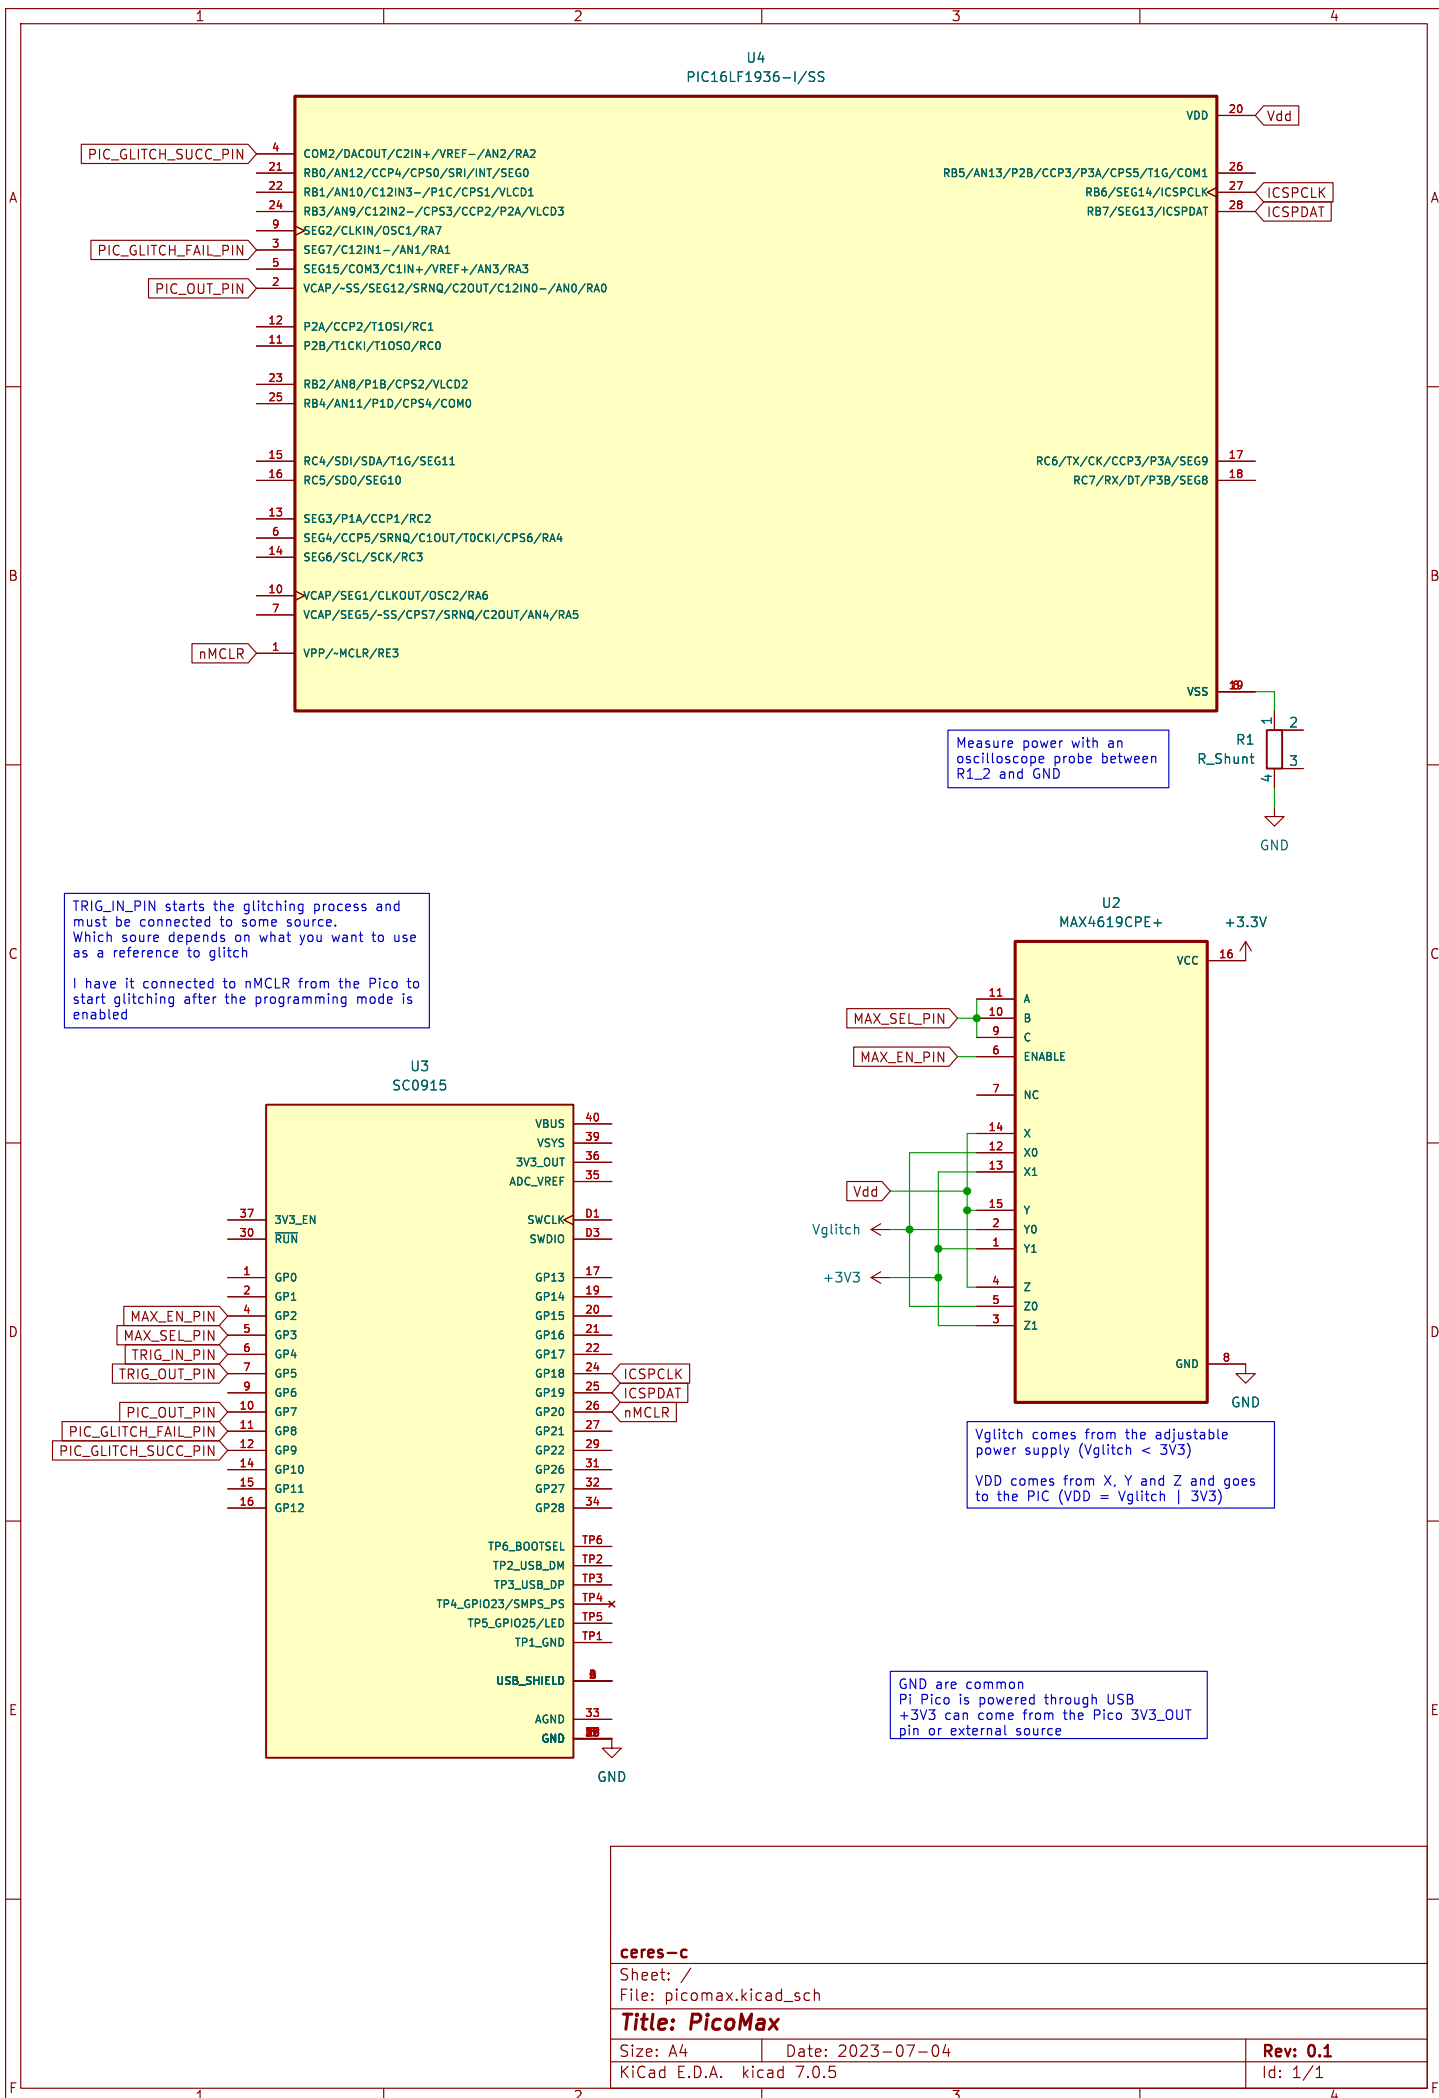 1 2 3 4
U4
PIC16LF1936-I/SS
VDD 20 Vdd
PIC_GLITCH_SUCC_PIN 4 COM2/DACOUT/C2IN+/VREF-/AN2/RA2
21 RB0/AN12/CCP4/CPS0/SRI/INT/SEG0
RB5/AN13/P2B/CCP3/P3A/CPS5/T1G/COM1 26
22 RB1/AN10/C12IN3-/P1C/CPS1/VLCD1
RB6/SEG14/ICSPCLK 27 ICSPCLK
A
A
24 RB3/AN9/C12IN2-/CPS3/CCP2/P2A/VLCD3
RB7/SEG13/ICSPDAT 28 ICSPDAT
9 SEG2/CLKIN/OSC1/RA7
PIC_GLITCH_FAIL_PIN 3 SEG7/C12IN1-/AN1/RA1
5 SEG15/COM3/C1IN+/VREF+/AN3/RA3
PIC_OUT_PIN 2 VCAP/~SS/SEG12/SRNQ/C2OUT/C12IN0-/AN0/RA0
12 P2A/CCP2/T1OSI/RC1
11 P2B/T1CKI/T1OSO/RC0
23 RB2/AN8/P1B/CPS2/VLCD2
25 RB4/AN11/P1D/CPS4/COM0
15 RC4/SDI/SDA/T1G/SEG11
RC6/TX/CK/CCP3/P3A/SEG9 17
16 RC5/SDO/SEG10
RC7/RX/DT/P3B/SEG8 18
13 SEG3/P1A/CCP1/RC2
6 SEG4/CCP5/SRNQ/C1OUT/T0CKI/CPS6/RA4
14 SEG6/SCL/SCK/RC3
B
B
10 VCAP/SEG1/CLKOUT/OSC2/RA6
7 VCAP/SEG5/~SS/CPS7/SRNQ/C2OUT/AN4/RA5
nMCLR 1 VPP/~MCLR/RE3
VSS
Measure power with an
oscilloscope probe between
R1_2 and GND
R1
R_Shunt
1
2
3
4
GND
TRIG_IN_PIN starts the glitching process and
must be connected to some source.
Which soure depends on what you want to use
as a reference to glitch
I have it connected to nMCLR from the Pico to
start glitching after the programming mode is
enabled
C
C
U2
MAX4619CPE+
+3.3V
VCC 16
11 A
MAX_SEL_PIN 10 B
9 C
MAX_EN_PIN 6 ENABLE
7 NC
14 X
12 X0
13 X1
Vdd
15 Y
Vglitch 2 Y0
1 Y1
+3V3
4 Z
5 Z0
3 Z1
GND 8
GND
Vglitch comes from the adjustable
power supply (Vglitch < 3V3)
VDD comes from X, Y and Z and goes
to the PIC (VDD = Vglitch | 3V3)
U3
SC0915
VBUS 40
VSYS 39
3V3_OUT 36
ADC_VREF 35
37 3V3_EN
SWCLK D1
30 RUN
SWDIO D3
1 GP0
GP13 17
2 GP1
GP14 19
MAX_EN_PIN 4 GP2
GP15 20
D
D
MAX_SEL_PIN 5 GP3
GP16 21
TRIG_IN_PIN 6 GP4
GP17 22
TRIG_OUT_PIN 7 GP5
GP18 24 ICSPCLK
9 GP6
GP19 25 ICSPDAT
PIC_OUT_PIN 10 GP7
GP20 26 nMCLR
PIC_GLITCH_FAIL_PIN 11 GP8
GP21 27
PIC_GLITCH_SUCC_PIN 12 GP9
GP22 29
14 GP10
GP26 31
15 GP11
GP27 32
16 GP12
GP28 34
TP6_BOOTSEL TP6
TP2_USB_DM TP2
TP3_USB_DP TP3
TP4_GPIO23/SMPS_PS TP4
TP5_GPIO25/LED TP5
TP1_GND TP1
USB_SHIELD
AGND 33
GND
GND
E
E
GND are common
Pi Pico is powered through USB
+3V3 can come from the Pico 3V3_OUT
pin or external source
ceres-c
Sheet: /
File: picomax.kicad_sch
Title: PicoMax
Size: A4 Date: 2023-07-04 Rev: 0.1
KiCad E.D.A. kicad 7.0.5 Id: 1/1
F
F
1 2 3 4